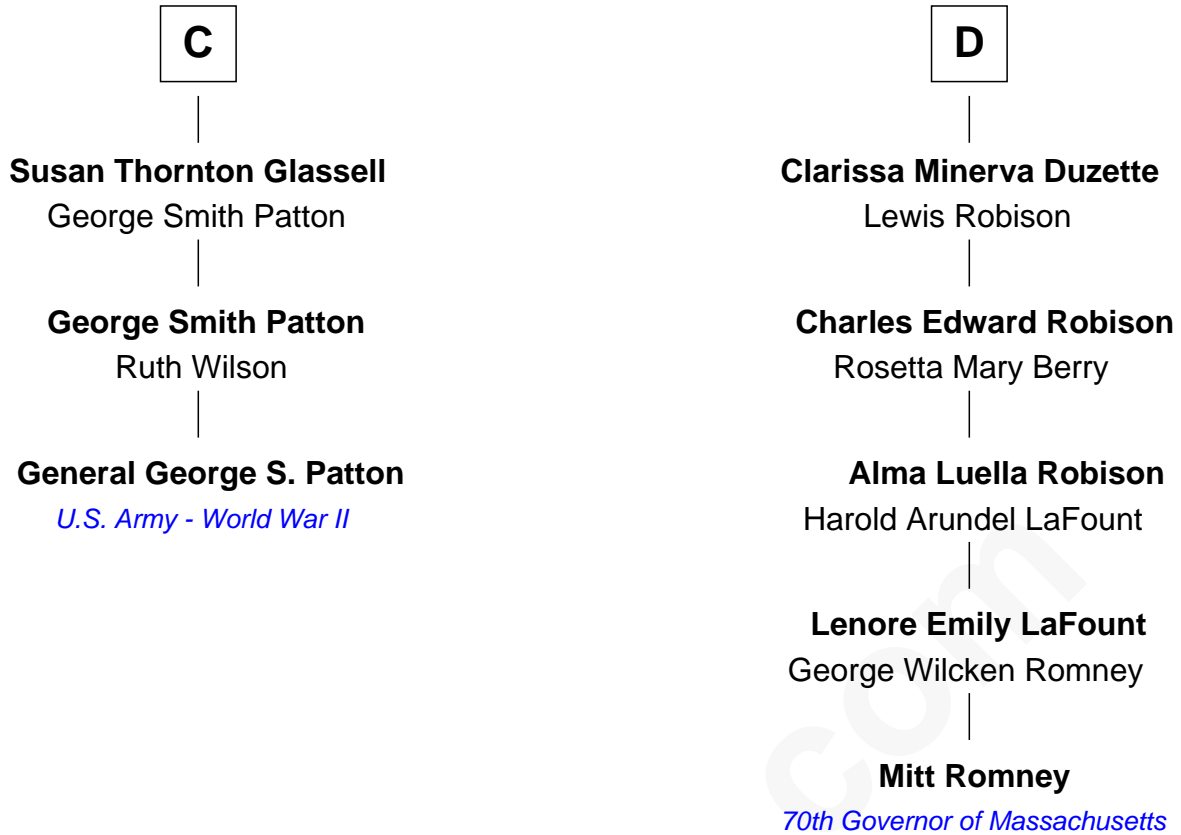 C
Susan Thornton Glassell
George Smith Patton
George Smith Patton
Ruth Wilson
General George S. Patton
U.S. Army - World War II
D
Clarissa Minerva Duzette
Lewis Robison
Charles Edward Robison
Rosetta Mary Berry
Alma Luella Robison
Harold Arundel LaFount
Lenore Emily LaFount
George Wilcken Romney
Mitt Romney
70th Governor of Massachusetts
com